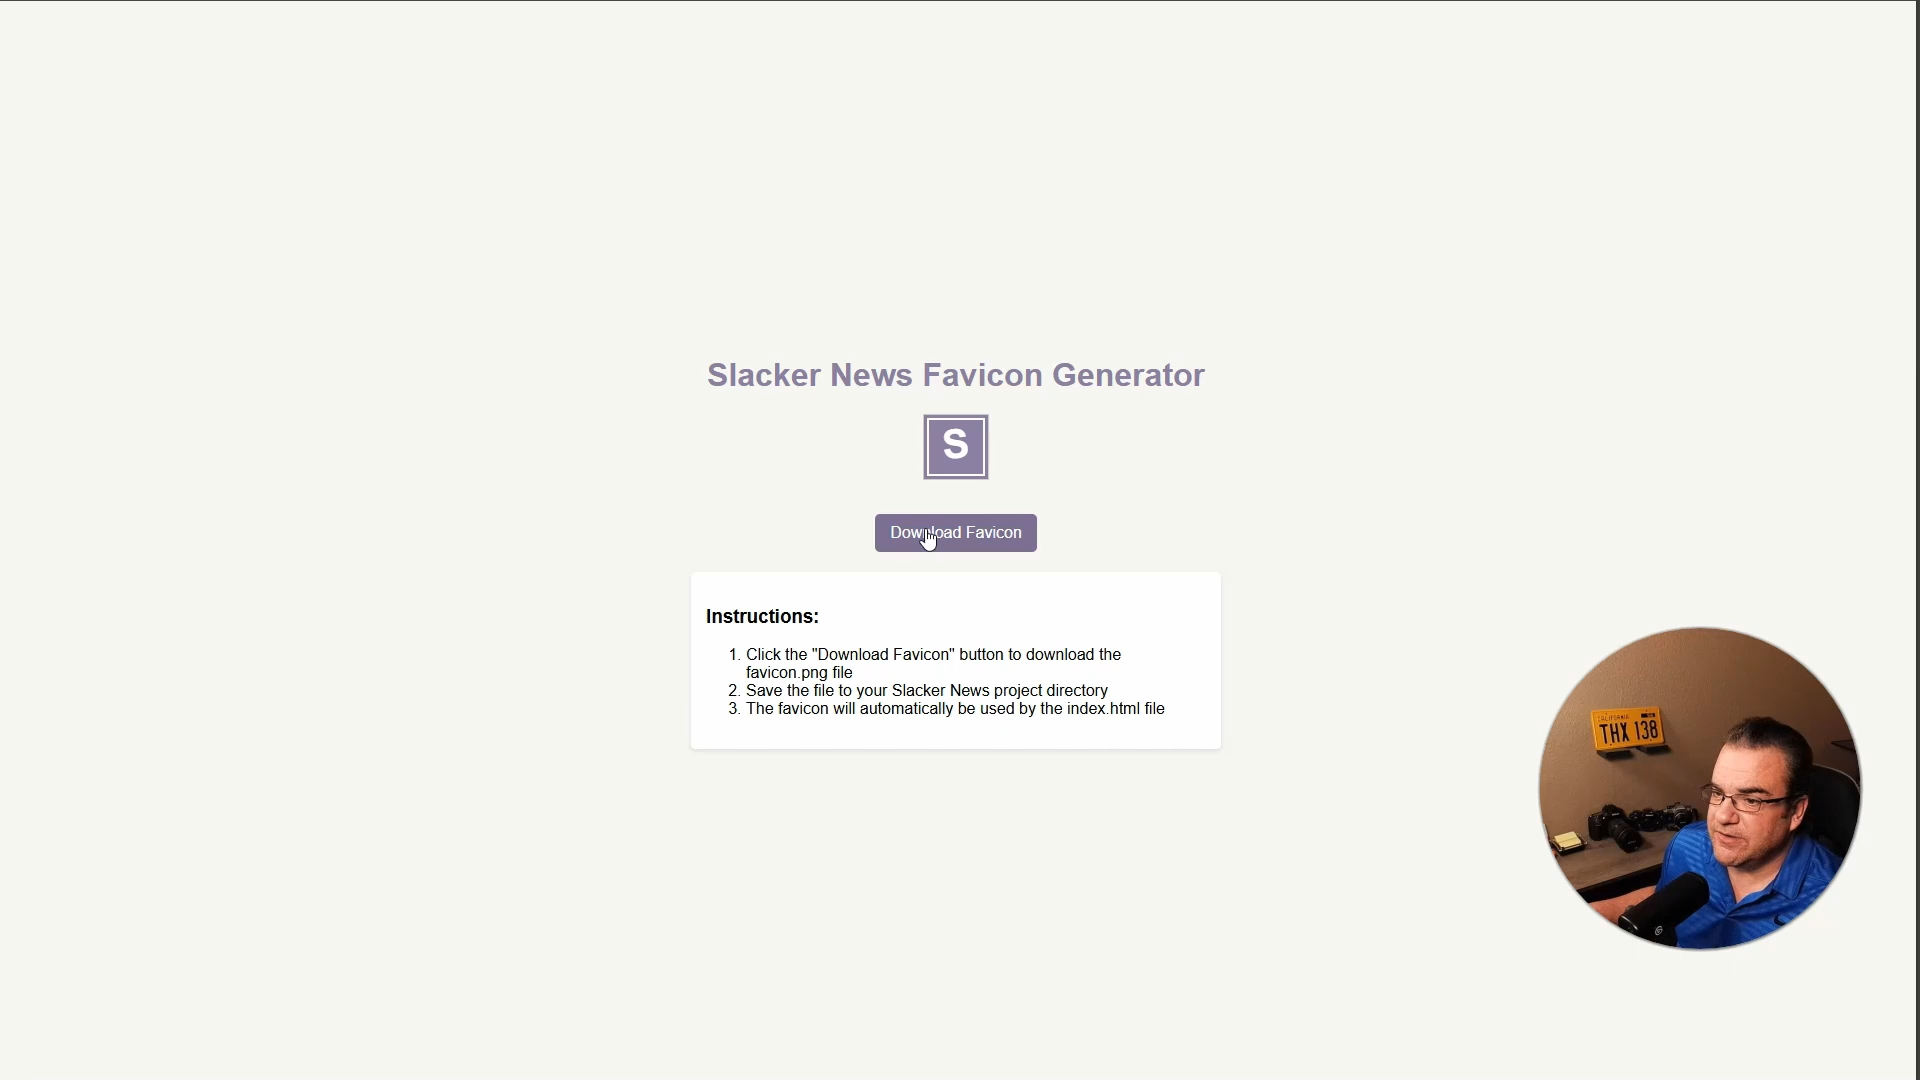 Slacker News Favicon Generator
S
Download Favicon
Instructions:
1. Click the "Download Favicon" button to download the
favicon.png file
2. Save the file to your Slacker News project directory
3. The favicon will automatically be used by the index.html file
CALIFORNIA
THX 138